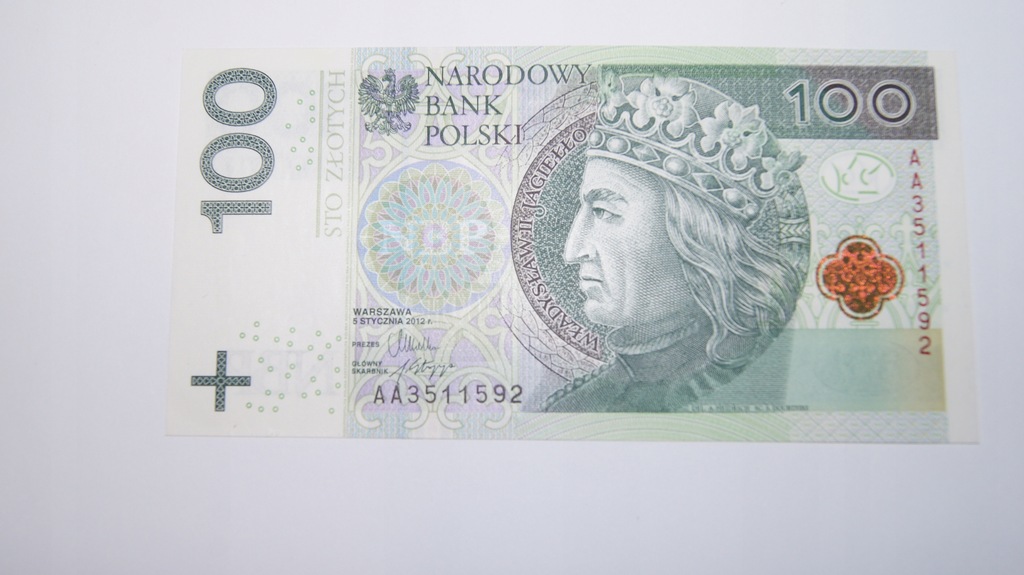 100
STO ZŁOTYCH
NARODOWY
BANK
POLSKI
100
WŁADYSŁAW II JAGIEŁŁO
NBP
AA3511592
WARSZAWA
5 STYCZNIA 2012 r.
PREZES
GŁÓWNY
SKARBNIK
AA3511592